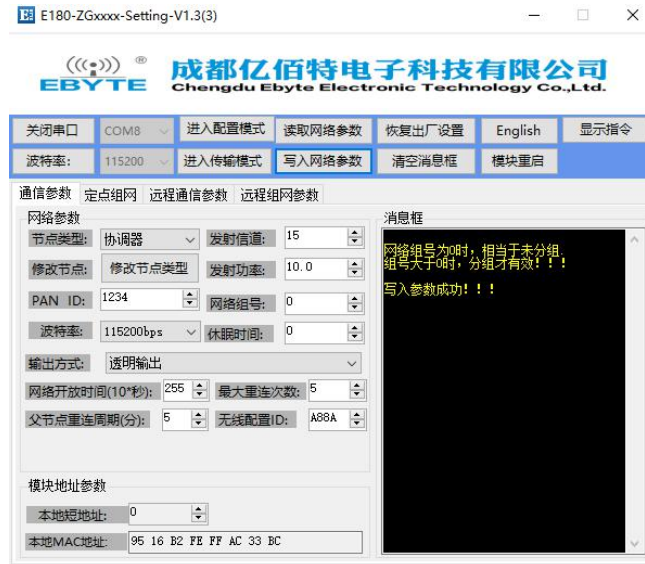 E180-ZGxxxx-Setting-V1.3(3)
EBYTE ® 成都亿佰特电子科技有限公司
Chengdu Ebyte Electronic Technology Co.,Ltd.
关闭串口 COM8 进入配置模式 读取网络参数 恢复出厂设置 English 显示指令
波特率: 115200 进入传输模式 写入网络参数 清空消息框 模块重启
通信参数 定点组网 远程通信参数 远程组网参数
网络参数 消息框
节点类型: 协调器 发射信道: 15
修改节点: 修改节点类型 发射功率: 10.0
PAN ID: 1234 网络组号: 0
波特率: 115200bps 休眠时间: 0
输出方式: 透明输出
网络开放时间(10*秒): 255 最大重连次数: 5
父节点重连周期(分): 5 无线配置ID: A88A
模块地址参数
本地短地址: 0
本地MAC地址: 95 16 B2 FE FF AC 33 BC
网络组号为0时，相当于未分组.
组号大于0时，分组才有效！！！
写入参数成功！！！